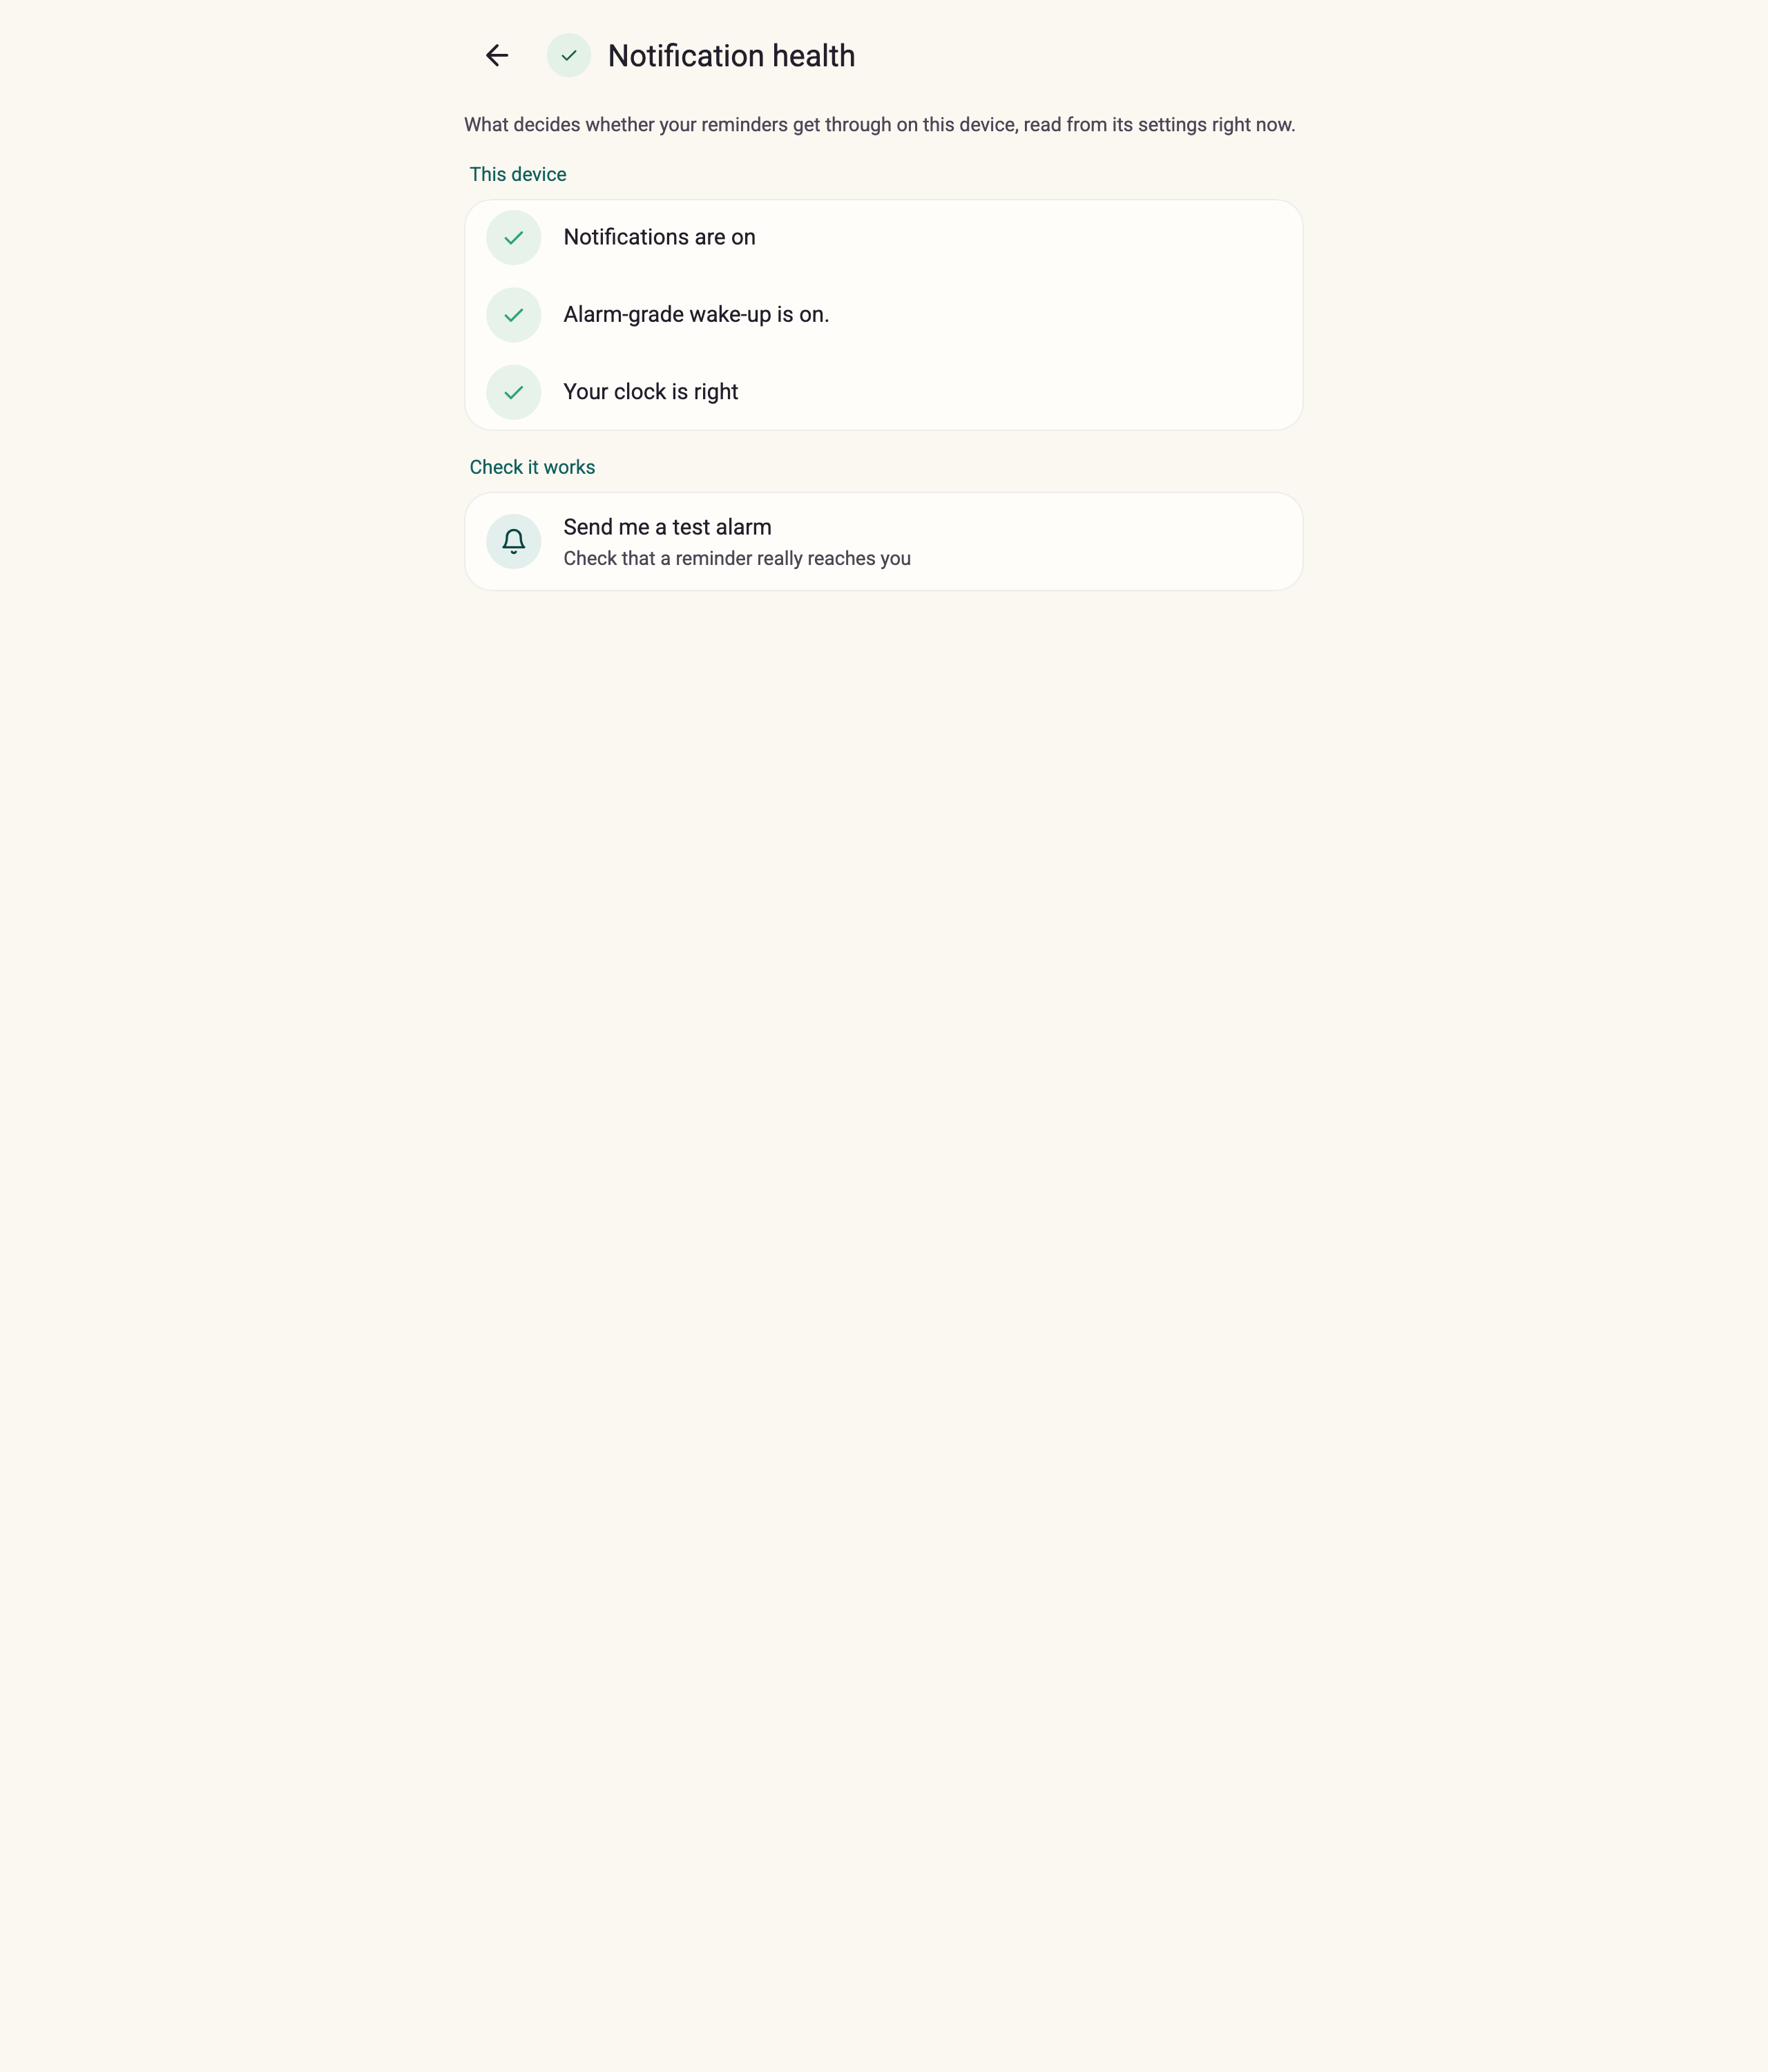 Notification health
What decides whether your reminders get through on this device, read from its settings right now.
This device
Notifications are on
Alarm-grade wake-up is on.
Your clock is right
Check it works
Send me a test alarm
Check that a reminder really reaches you